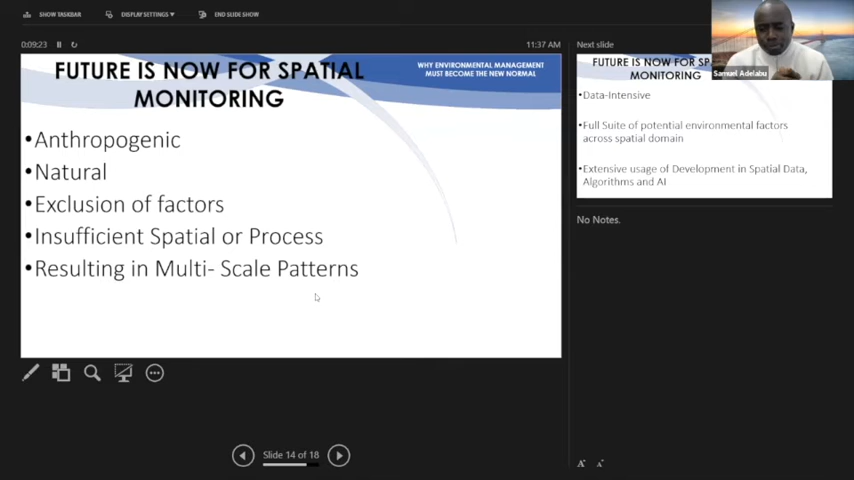 SHOW TASKBAR
DISPLAY SETTINGS ▼
END SLIDE SHOW
0:09:23
11:37 AM
FUTURE IS NOW FOR SPATIAL
MONITORING
WHY ENVIRONMENTAL MANAGEMENT
MUST BECOME THE NEW NORMAL
•Anthropogenic
•Natural
•Exclusion of factors
•Insufficient Spatial or Process
•Resulting in Multi- Scale Patterns
Slide 14 of 18
Next slide
FUTURE IS NOW FOR
MONITORING
•Data-Intensive
•Full Suite of potential environmental factors
across spatial domain
•Extensive usage of Development in Spatial Data,
Algorithms and AI
Samuel Adelabu
No Notes.
A A